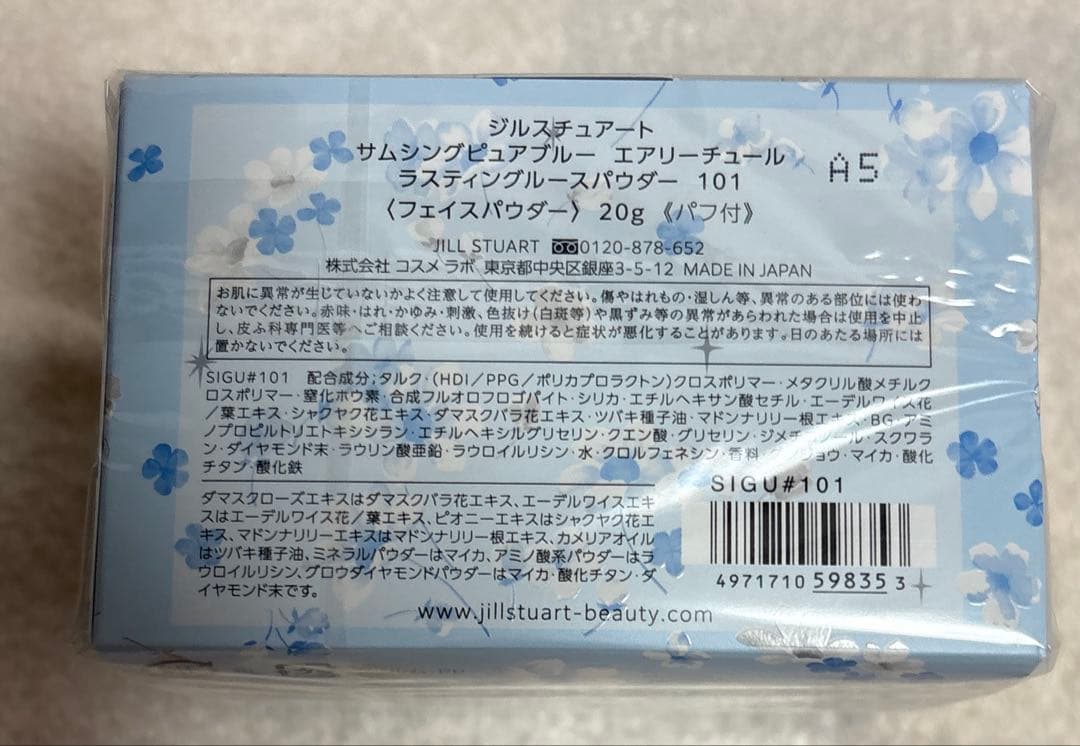 ジルスチュアート
サムシングピュアブルー エアリーチュール
ラスティングルースパウダー 101
〈フェイスパウダー〉 20g 《パフ付》
A5
JILL STUART 0120-878-652
株式会社 コスメ ラボ 東京都中央区銀座3-5-12 MADE IN JAPAN
お肌に異常が生じていないかよく注意して使用してください。傷やはれもの・湿しん等、異常のある部位には使わ
ないでください。赤味・はれ・かゆみ・刺激、色抜け(白斑等)や黒ずみ等の異常があらわれた場合は使用を中止
し、皮ふ科専門医等へご相談ください。使用を続けると症状が悪化することがあります。日のあたる場所には
置かないでください。
SIGU#101 配合成分;タルク・(HDI/PPG/ポリカプロラクトン)クロスポリマー・メタクリル酸メチルク
ロスポリマー・窒化ホウ素・合成フルオロフロゴパイト・シリカ・エチルヘキサン酸セチル・エーデルワイス花
/葉エキス・シャクヤク花エキス・ダマスクバラ花エキス・ツバキ種子油・マドンナリリー根エキス・BG・アミ
ノプロピルトリエトキシシラン・エチルヘキシルグリセリン・クエン酸・グリセリン・ジメチ ノール・スクワラ
ン・ダイヤモンド末・ラウリン酸亜鉛・ラウロイルリシン・水・クロルフェネシン・香料・ ジョウ・マイカ・酸化
チタン・酸化鉄
SIGU#101
ダマスクローズエキスはダマスクバラ花エキス、エーデルワイスエキ
スはエーデルワイス花/葉エキス、ピオニーエキスはシャクヤク花エ
キス、マドンナリリーエキスはマドンナリリー根エキス、カメリアオイル
はツバキ種子油、ミネラルパウダーはマイカ、アミノ酸系パウダーはラ
ウロイルリシン、グロウダイヤモンドパウダーはマイカ・酸化チタン・ダ
イヤモンド末です。
4971710 59835 3
www.jillstuart-beauty.com